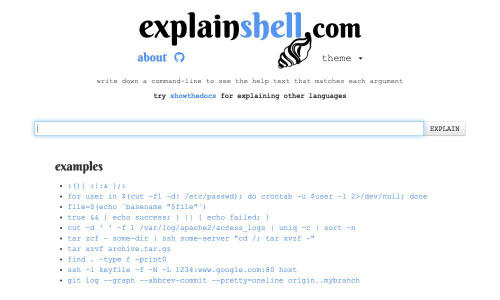 explainshell.com
about
theme
write down a command-line to see the help text that matches each argument
try showthedocs for explaining other languages
EXPLAIN
examples
:(){ :|:& };:
for user in $(cut -f1 -d: /etc/passwd); do crontab -u $user -l 2>/dev/null; done
file=$(echo `basename "$file"`)
true && { echo success; } || { echo failed; }
cut -d ' ' -f 1 /var/log/apache2/access_logs | uniq -c | sort -n
tar zcf - some-dir | ssh some-server "cd /; tar xvzf -"
tar xzvf archive.tar.gz
find . -type f -print0
ssh -i keyfile -f -N -L 1234:www.google.com:80 host
git log --graph --abbrev-commit --pretty=oneline origin..mybranch